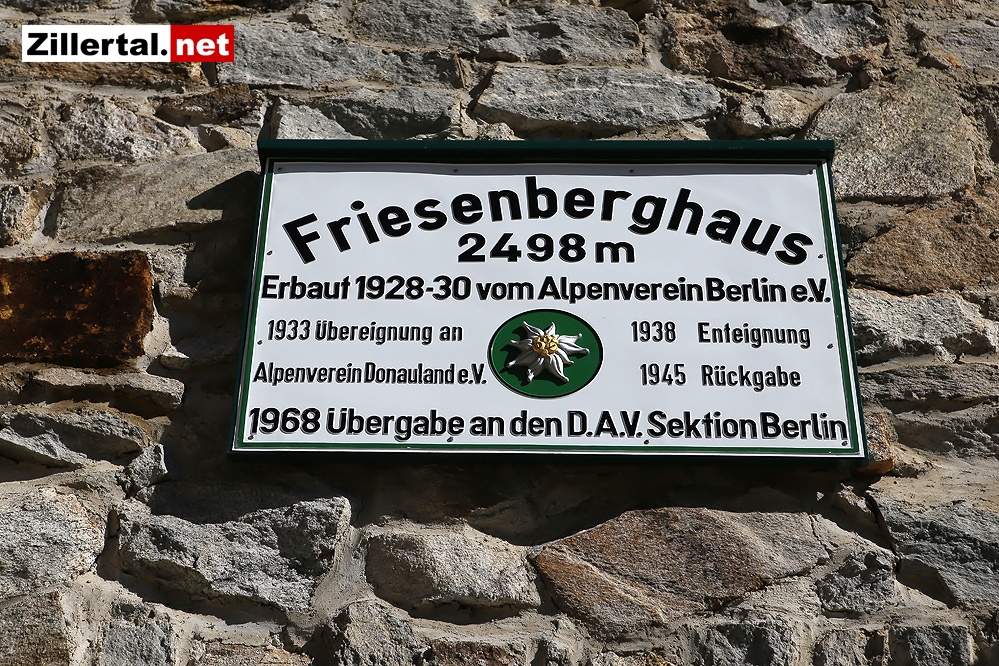 Zillertal.net
Friesenberghaus
2498 m
Erbaut 1928-30 vom Alpenverein Berlin e.V.
1933 Übereignung an
Alpenverein Donauland e.V.
1938 Enteignung
1945 Rückgabe
1968 Übergabe an den D.A.V. Sektion Berlin